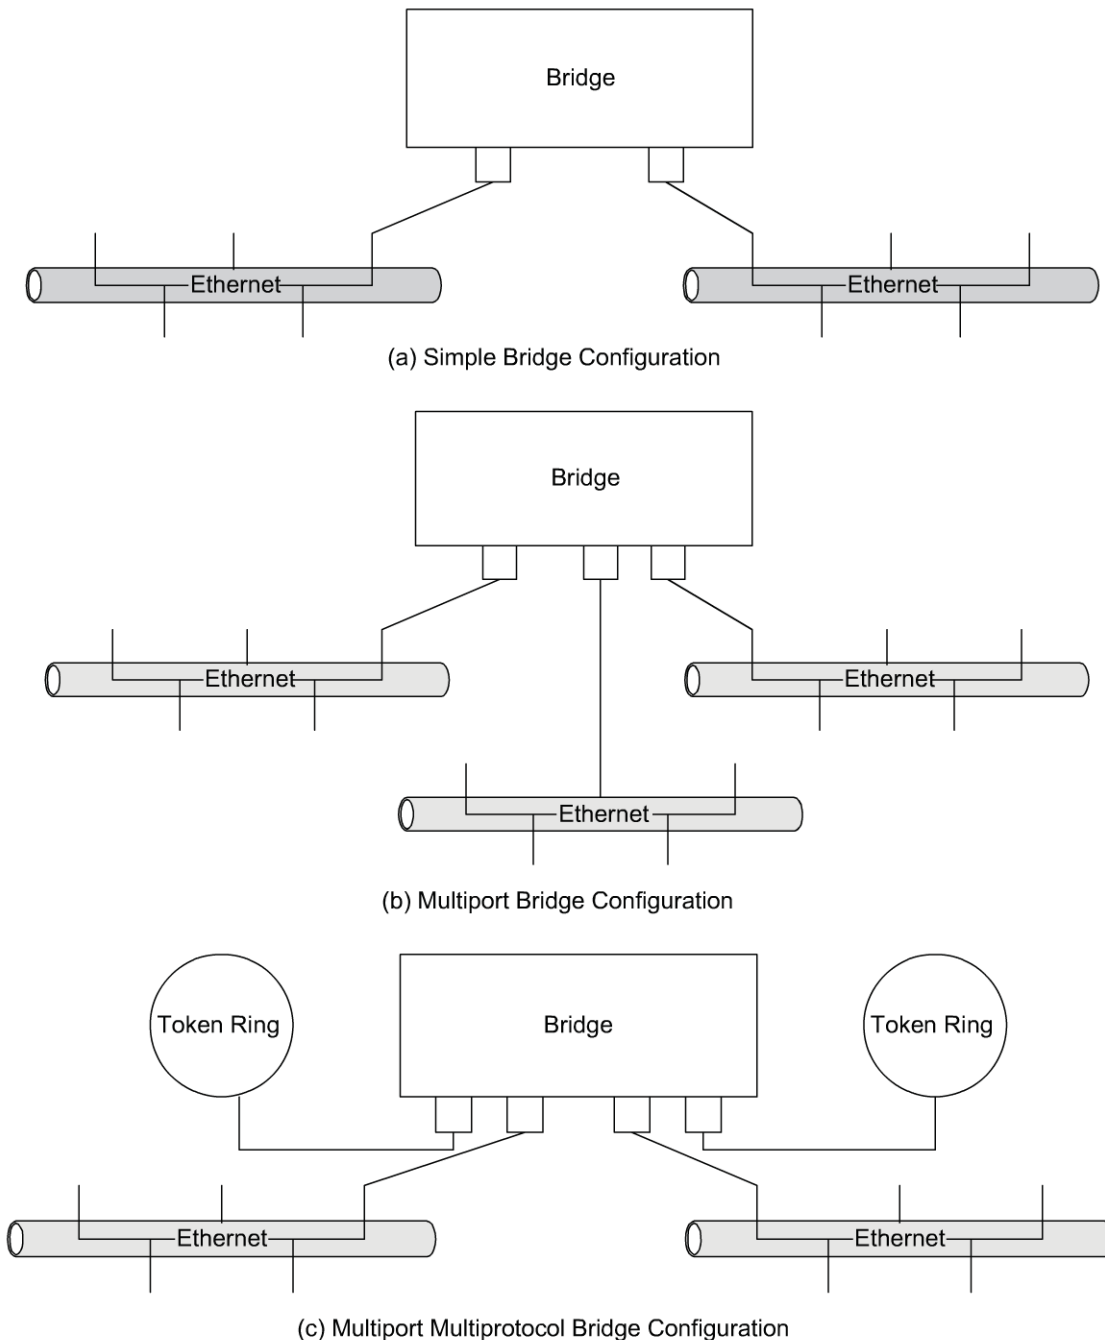 Bridge
Ethernet
Ethernet
(a) Simple Bridge Configuration
Bridge
Ethernet
Ethernet
Ethernet
(b) Multiport Bridge Configuration
Token Ring
Bridge
Token Ring
Ethernet
Ethernet
(c) Multiport Multiprotocol Bridge Configuration